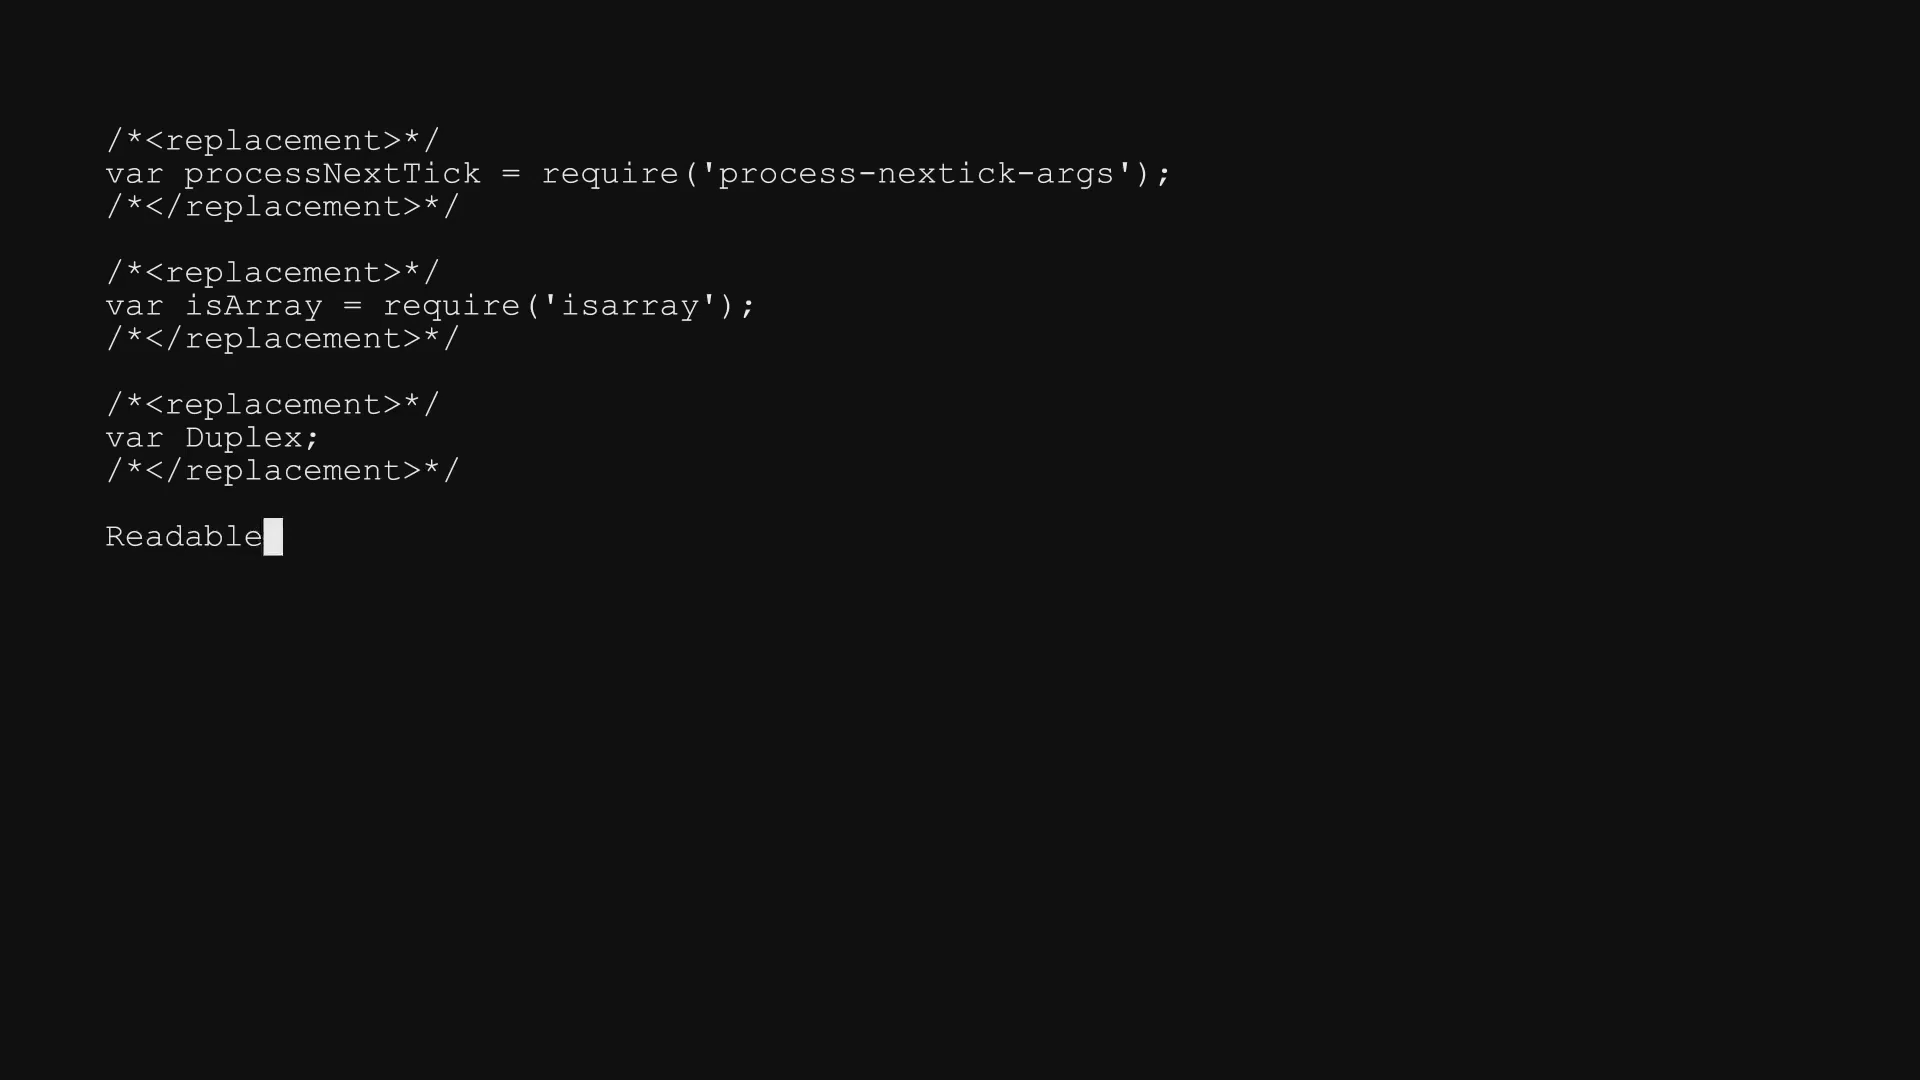 /*<replacement>*/
var processNextTick = require('process-nextick-args');
/*</replacement>*/
/*<replacement>*/
var isArray = require('isarray');
/*</replacement>*/
/*<replacement>*/
var Duplex;
/*</replacement>*/
Readable